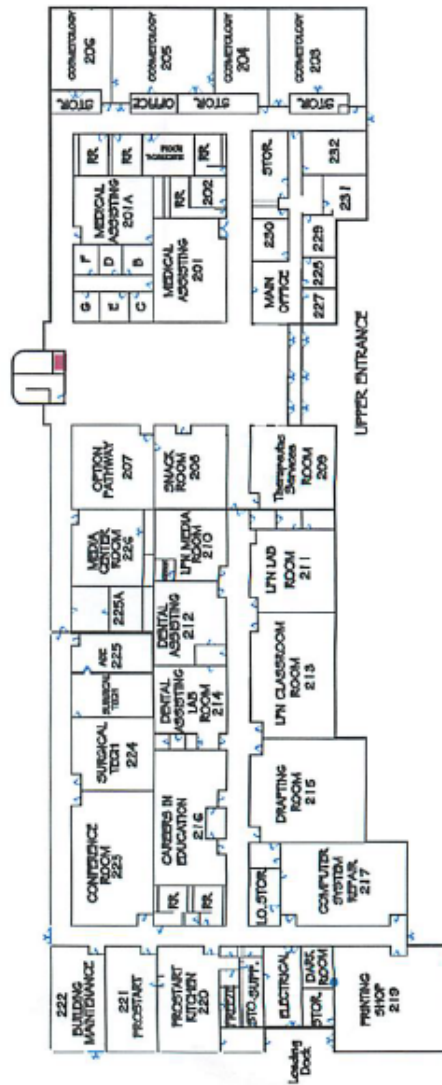 COSMETOLOGY
206
COSMETOLOGY
205
COSMETOLOGY
204
COSMETOLOGY
203
STOR.
OFFICE
STOR.
STOR.
RR
RR
ELECTRICAL
ROOM
RR
MEDICAL
ASSISTING
201A
RR
202
F
D
B
G
E
C
MEDICAL
ASSISTING
201
STOR.
232
231
230
229
228
227
MAIN
OFFICE
UPPER ENTRANCE
OPTION
PATHWAY
207
SNACK
ROOM
208
Therapeutic
Services
ROOM
209
MEDIA
CENTER
ROOM
226
LPN MEDIA
ROOM
210
LPN LAB
ROOM
211
225A
DENTAL
ASSISTING
212
225
SURGICAL
TECH
DENTAL
ASSISTING
LAB
ROOM
214
LPN CLASSROOM
ROOM
213
SURGICAL
TECH
224
CONFERENCE
ROOM
223
CAREERS IN
EDUCATION
216
DRAFTING
ROOM
215
RR
RR
LO. STOR.
COMPUTER
SYSTEM
REPAIR
217
222
BUILDING
MAINTENANCE
221
PROSTART
PROSTART
KITCHEN
220
STO. SUPP.
ELECTRICAL
DARK
ROOM
STOR.
PRINTING
SHOP
219
Loading
Dock